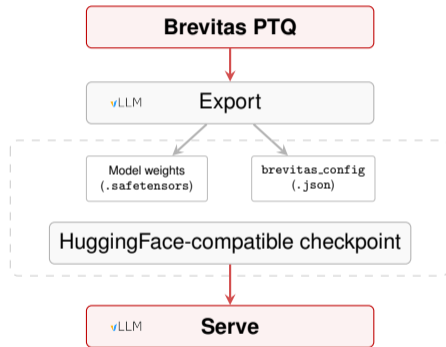 Brevitas PTQ
vLLM Export
Model weights
(.safetensors)
brevitas_config
(.json)
HuggingFace-compatible checkpoint
vLLM Serve